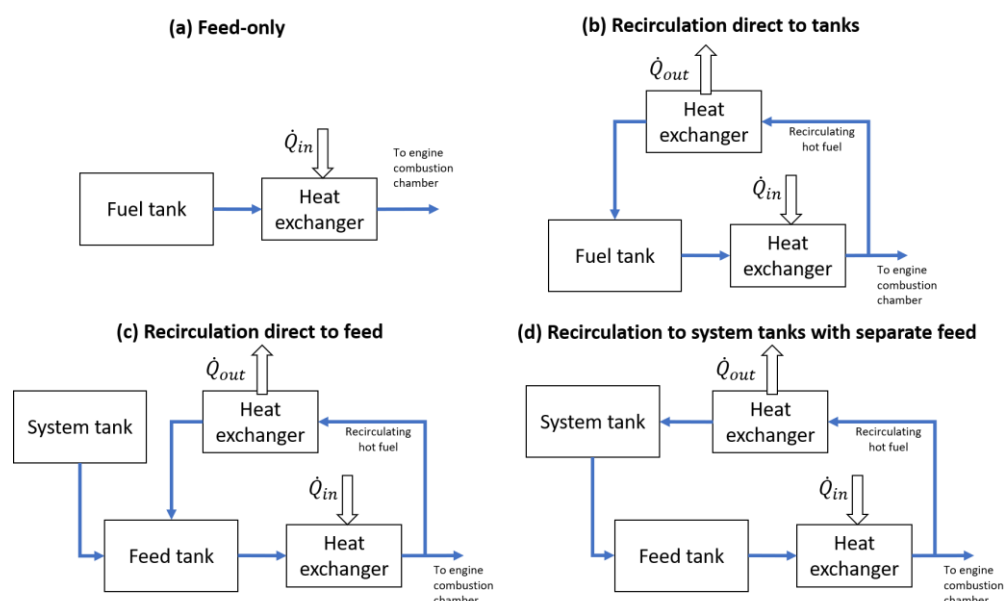 (a) Feed-only
Q̇in
To engine
combustion
chamber
Fuel tank
Heat
exchanger
(b) Recirculation direct to tanks
Q̇out
Heat
exchanger
Recirculating
hot fuel
Q̇in
Fuel tank
Heat
exchanger
To engine
combustion
chamber
(c) Recirculation direct to feed
Q̇out
System tank
Heat
exchanger
Recirculating
hot fuel
Q̇in
Feed tank
Heat
exchanger
To engine
combustion
chamber
(d) Recirculation to system tanks with separate feed
Q̇out
System tank
Heat
exchanger
Recirculating
hot fuel
Q̇in
Feed tank
Heat
exchanger
To engine
combustion
chamber